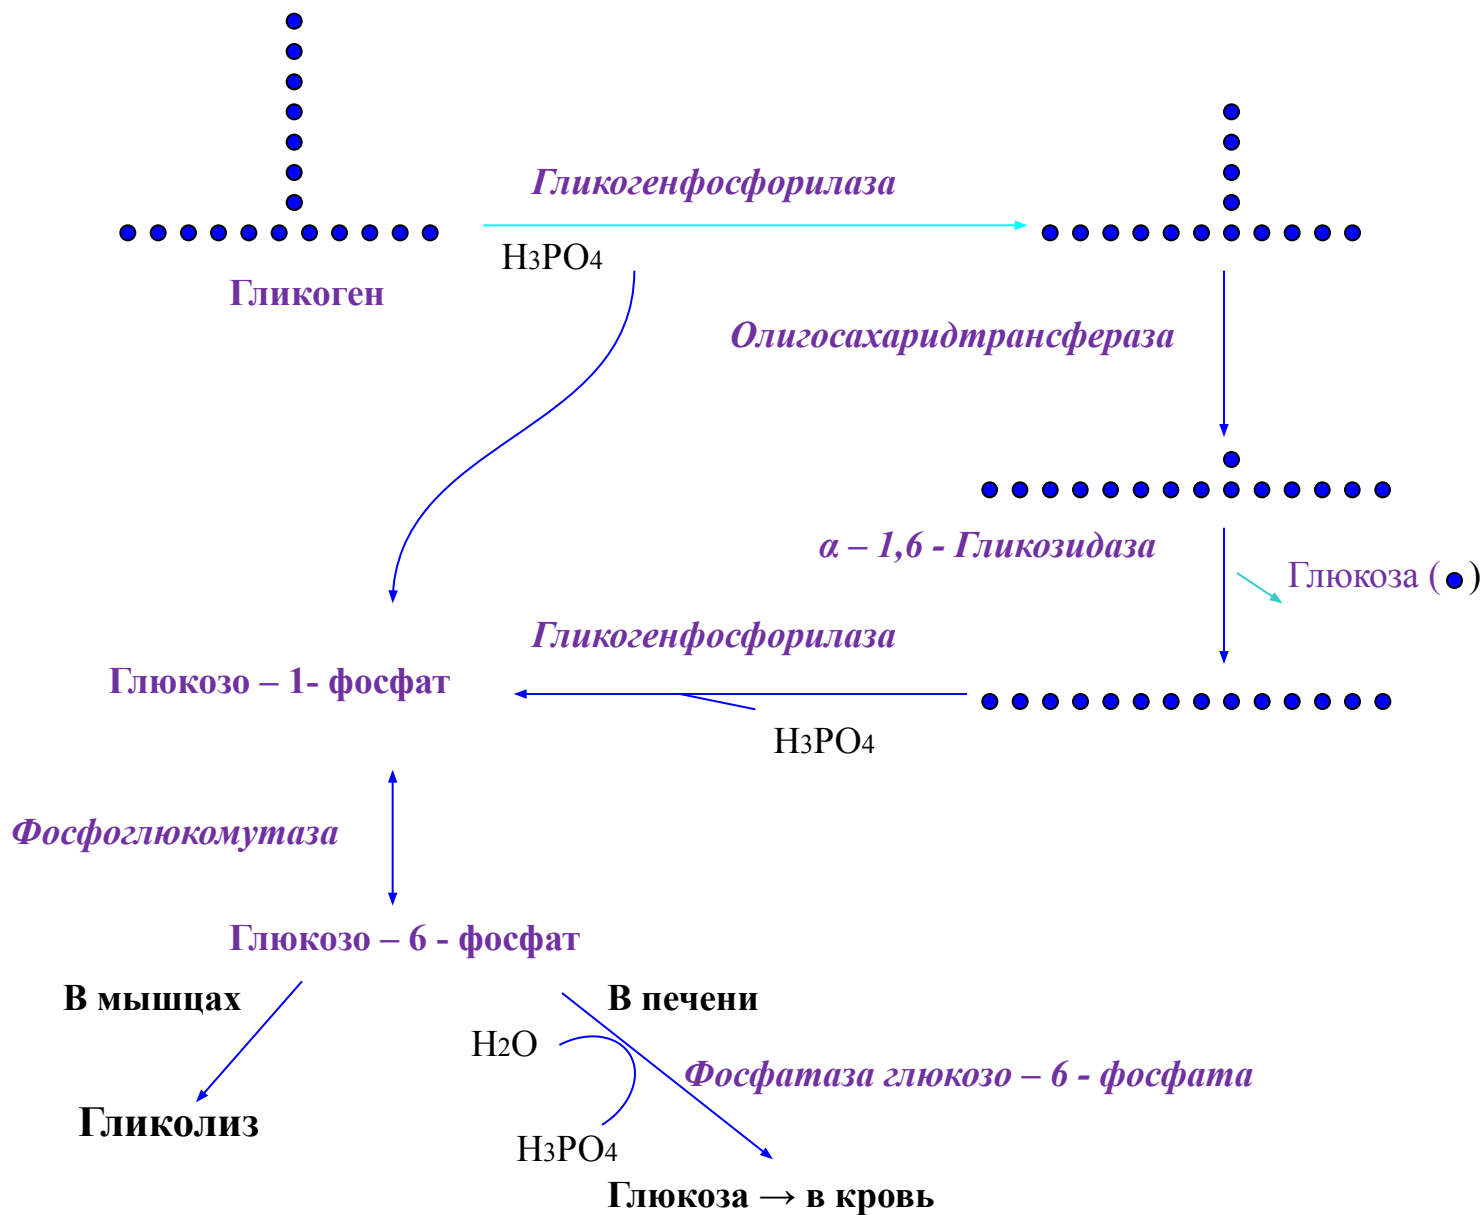 Гликогенфосфорилаза
H3PO4
Гликоген
Олигосахаридтрансфераза
α – 1,6 - Гликозидаза
Глюкоза ( )
Гликогенфосфорилаза
Глюкозо – 1- фосфат
H3PO4
Фосфоглюкомутаза
Глюкозо – 6 - фосфат
В мышцах
В печени
H2O
Фосфатаза глюкозо – 6 - фосфата
Гликолиз
H3PO4
Глюкоза → в кровь